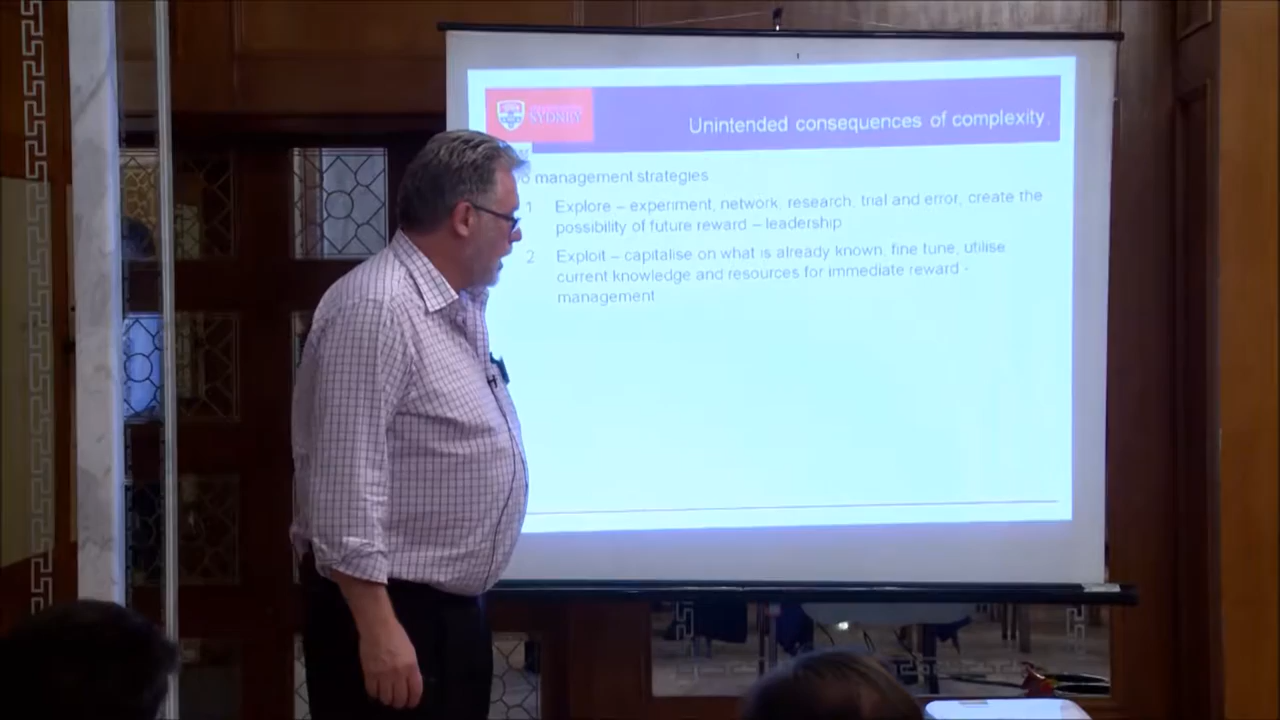 SYDNEY
Unintended consequences of complexity
management strategies
1 Explore – experiment, network, research, trial and error, create the
possibility of future reward – leadership
2 Exploit – capitalise on what is already known, fine tune, utilise
current knowledge and resources for immediate reward -
management